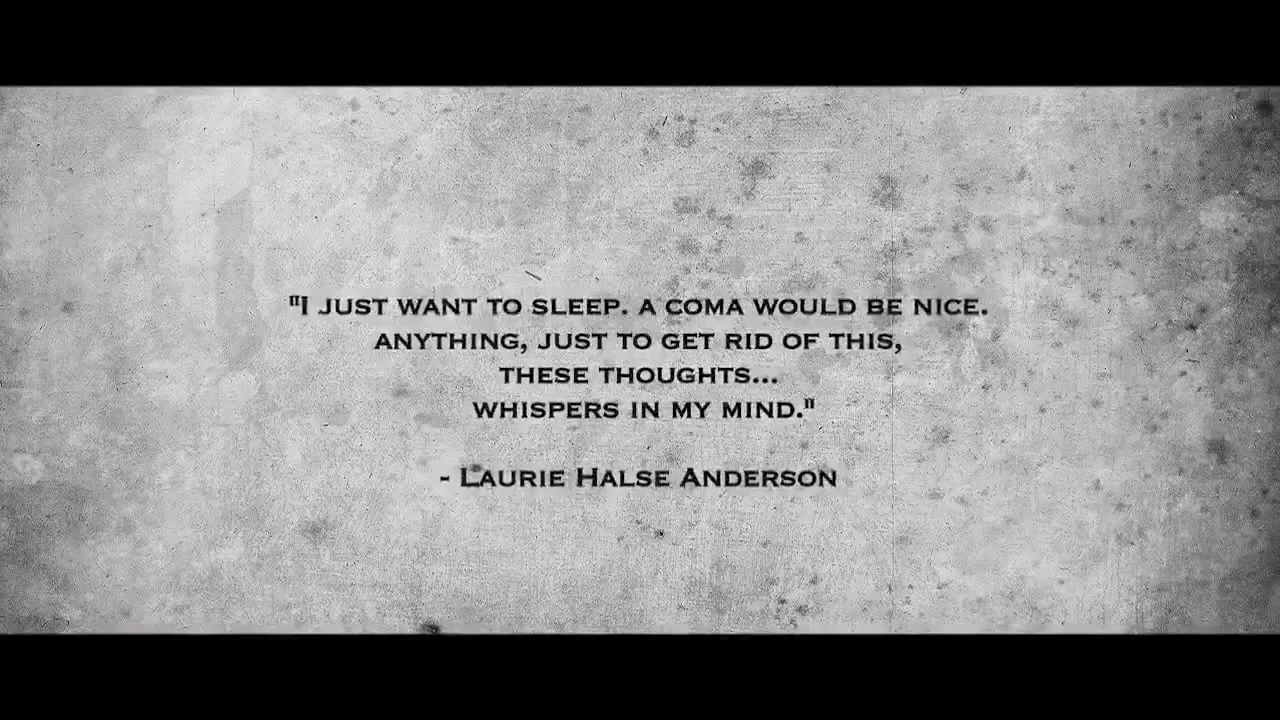 "I JUST WANT TO SLEEP. A COMA WOULD BE NICE.
ANYTHING, JUST TO GET RID OF THIS,
THESE THOUGHTS...
WHISPERS IN MY MIND."
- LAURIE HALSE ANDERSON